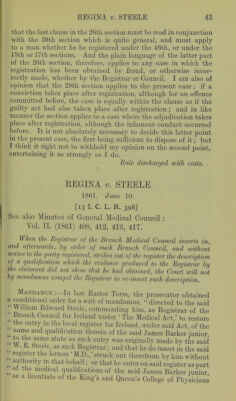 REGINA v. STEELE 43
that the last clause in the 26th section must be read in conjunction
with the 39th section which is quite general, and must apply
to a man whether he be registered under the 46th, or under the
15th or 17th sections. And the plain language of the latter part
of the 26th section, therefore, applies to any case in which the
registration has been obtained by fraud, or otherwise incor-
rectly made, whether by the Registrar or Council. I am also of
opinion that the 29th section applies to the present case; if a
conviction takes place after registration, although for an offence
committed before, the case is equally within the clause as if the
guilty act had also taken place after registration; and in like
manner the section applies to a case where the adjudication takes
place after registration, although the infamous conduct occurred
before. It is not absolutely necessary to decide this latter point
in the present case, the first being sufficient to dispose of it; but
I think it right not to withhold my opinion on the second point,
entertaining it so strongly as I do.
Rule discharged with costs.
REGINA v. STEELE
1861. June 10.
[13 I. C. L. R. 398]
See also Minutes of General Medical Council:
Vol. II. (1861) 408, 412, 413, 417.
When the Registrar of the Branch Medical Council inserts in,
and afterwards, by order of such Branch Council, and without
notice to the party registered, strikes out of the register the description
of a qualification which the evidence produced to the Registrar by
the claimant did not show that he had obtained, the Court will not
by mandamus compel the Registrar to re-insert such description.
MANDAMUS:—In last Easter Term, the prosecutor obtained
a conditional order for a writ of mandamus, "directed to the said
"William Edward Steele, commanding him, as Registrar of the
"Branch Council for Ireland under 'The Medical Act,' to restore
"the entry in the local register for Ireland, under said Act, of the
"name and qualification therein of the said James Barker junior,
"to the same state as such entry was originally made by the said
"W. E. Steele, as such Registrar; and that he do insert in the said
"register the letters 'M.D.,' struck out therefrom by him without
"authority in that behalf; or that he enter on said register as part
"of the medical qualifications of the said James Barker junior,
"as a licentiate of the King's and Queen's College of Physicians